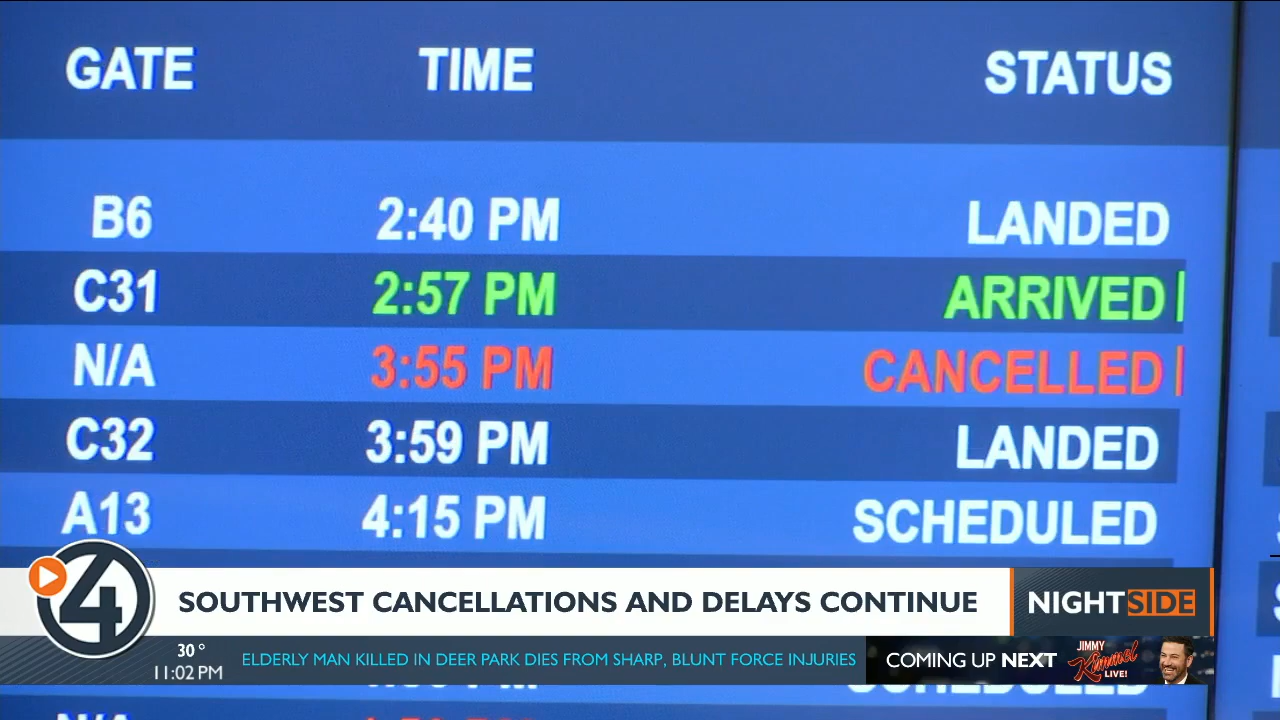 GATE TIME STATUS
B6 2:40 PM LANDED
C31 2:57 PM ARRIVED
N/A 3:55 PM CANCELLED
C32 3:59 PM LANDED
A13 4:15 PM SCHEDULED
4
SOUTHWEST CANCELLATIONS AND DELAYS CONTINUE
NIGHTSIDE
30°
11:02 PM
ELDERLY MAN KILLED IN DEER PARK DIES FROM SHARP, BLUNT FORCE INJURIES
COMING UP NEXT
JIMMY
Kimmel
LIVE!
SCHEDULED
N/A